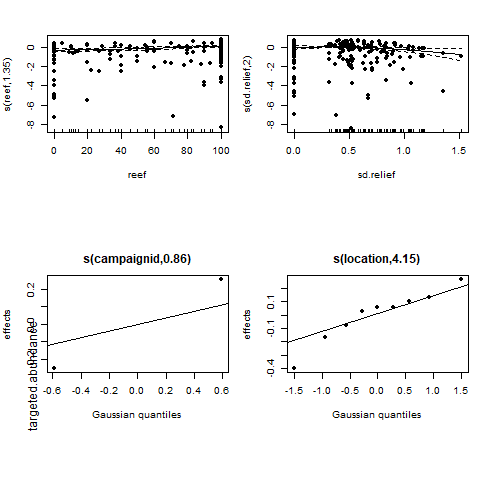 s(reef,1.35)
0
-2
-4
-6
-8
0 20 40 60 80 100
reef
s(sd.relief,2)
0
-2
-4
-6
-8
0.0 0.5 1.0 1.5
sd.relief
s(campaignid,0.86)
effects
0.2
0.0
targeted.abundance
-0.6 -0.4 -0.2 0.0 0.2 0.4 0.6
Gaussian quantiles
s(location,4.15)
effects
0.1
-0.1
-0.4
-1.5 -1.0 -0.5 0.0 0.5 1.0 1.5
Gaussian quantiles